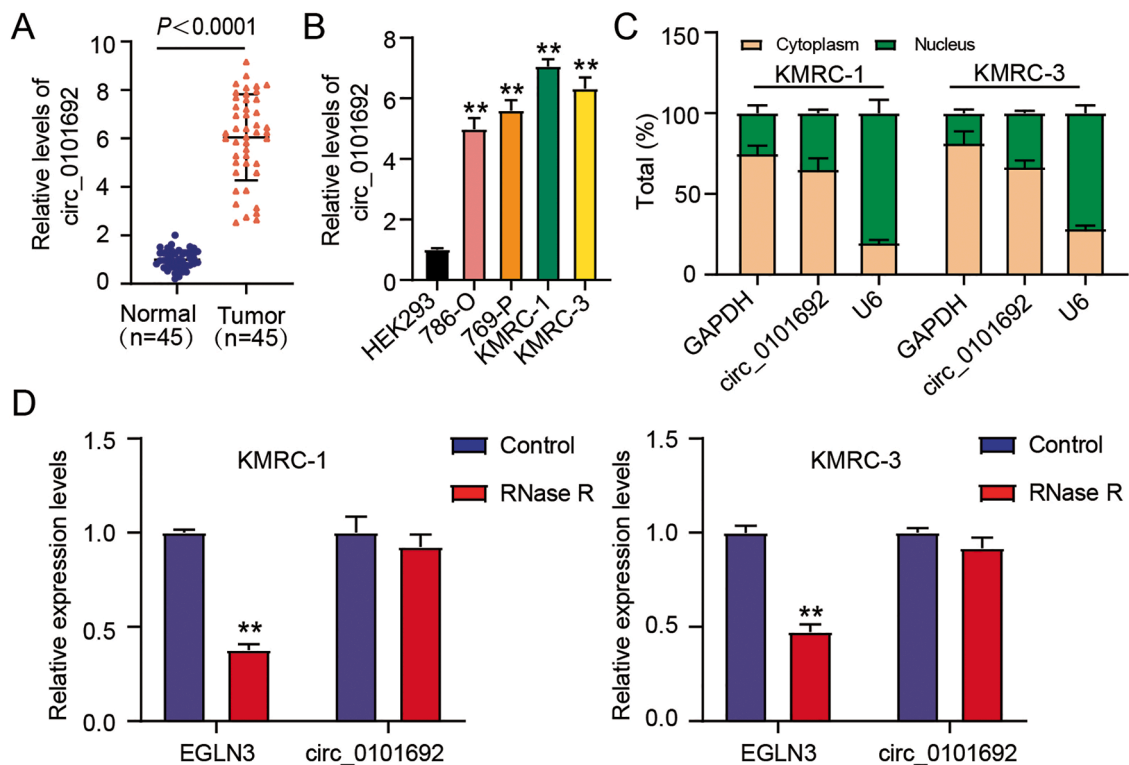 A
P<0.0001
Relative levels of
circ_0101692
10
8
6
4
2
0
Normal
(n=45)
Tumor
(n=45)
B
Relative levels of
circ_0101692
8
6
4
2
0
**
**
**
**
HEK293
786-O
769-P
KMRC-1
KMRC-3
C
Cytoplasm
Nucleus
KMRC-1
KMRC-3
Total (%)
150
100
50
0
GAPDH
circ_0101692
U6
GAPDH
circ_0101692
U6
D
Relative expression levels
1.5
1.0
0.5
0.0
KMRC-1
Control
RNase R
**
EGLN3
circ_0101692
Relative expression levels
1.5
1.0
0.5
0.0
KMRC-3
Control
RNase R
**
EGLN3
circ_0101692